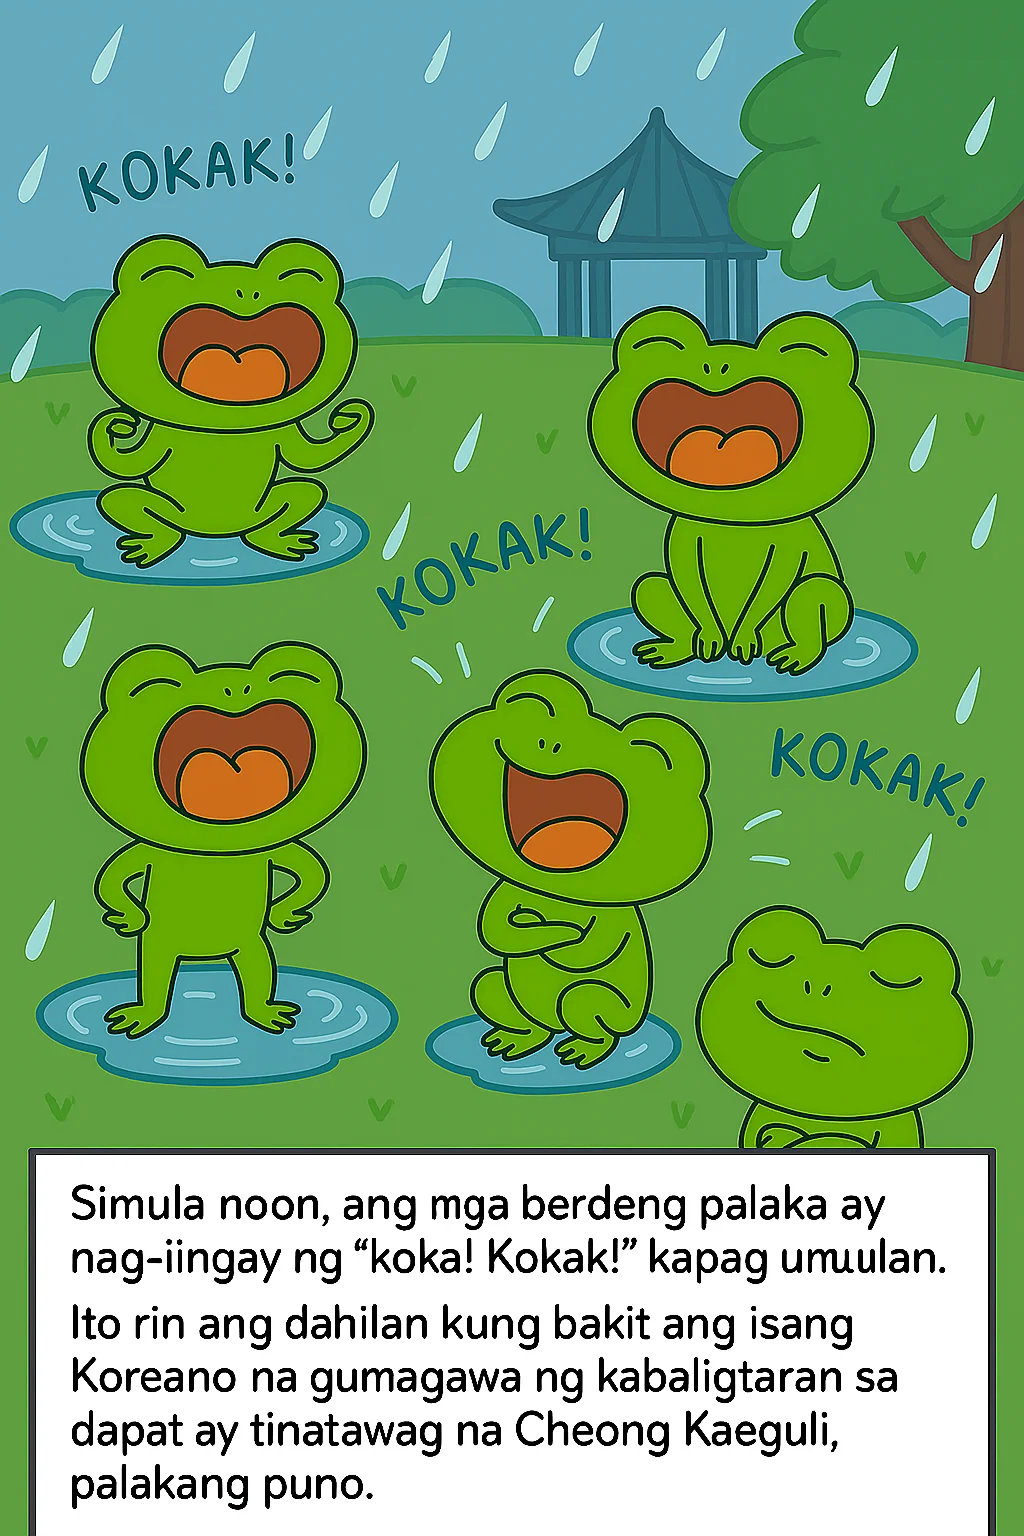 KOKAK!
KOKAK!
KOKAK!
Simula noon, ang mga berdeng palaka ay
nag-iingay ng “koka! Kokak!” kapag umuulan.
Ito rin ang dahilan kung bakit ang isang
Koreano na gumagawa ng kabaligtaran sa
dapat ay tinatawag na Cheong Kaeguli,
palakang puno.